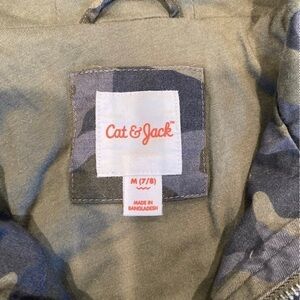 Cat & Jack™
M (7/8)
MADE IN
BANGLADESH